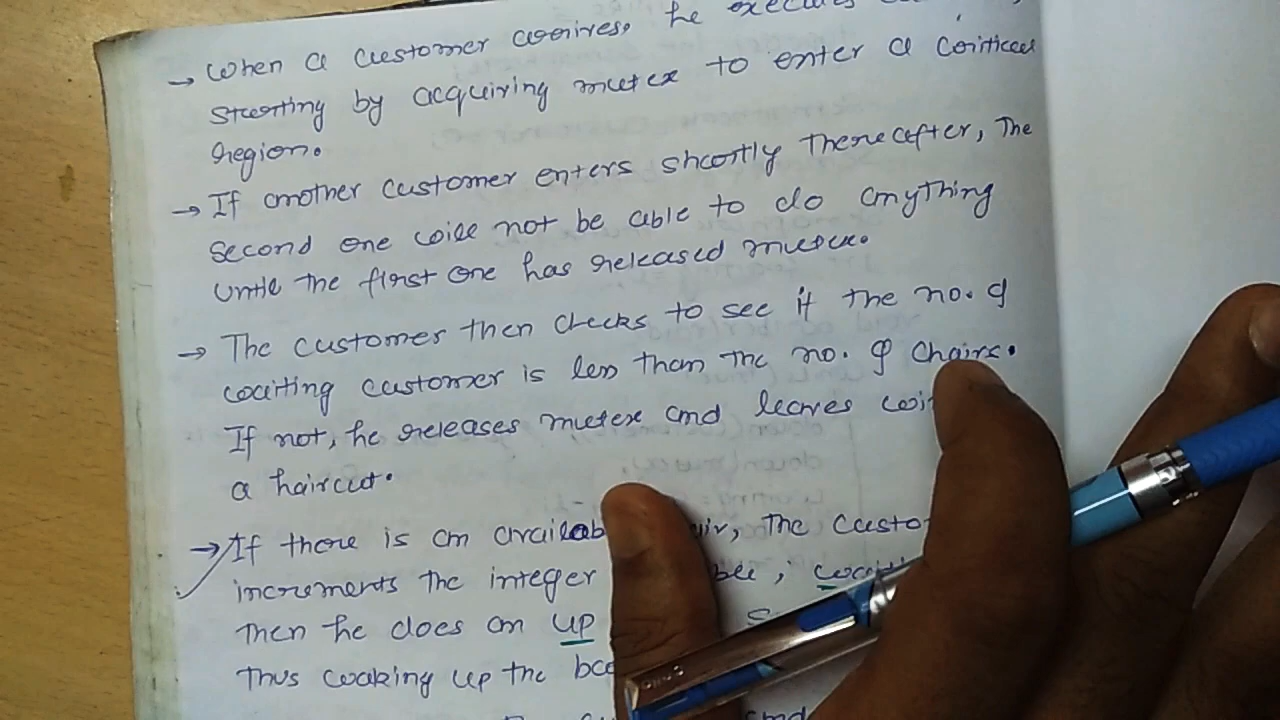 → When a customer arrives, he executes
starting by acquiring mutex to enter a critical
region.
→ If another customer enters shortly thereafter, the
second one will not be able to do anything
until the first one has released mutex.
→ The customer then checks to see if the no. of
waiting customer is less than the no. of chairs.
If not, he releases mutex and leaves
a haircut.
→ If there is an , the
increments the integer , waiting
Then he does an up
Thus waking up the
and